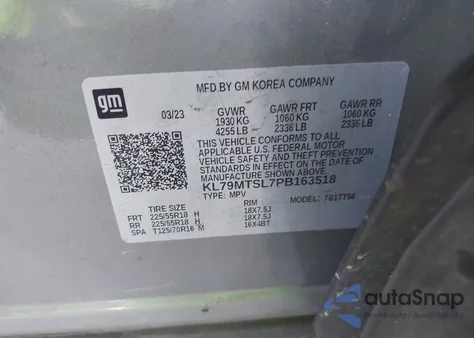 gm
MFD BY GM KOREA COMPANY
03/23 GVWR GAWR FRT GAWR RR
1930 KG 1060 KG 1060 KG
4255 LB 2336 LB 2336 LB
THIS VEHICLE CONFORMS TO ALL
APPLICABLE U.S. FEDERAL MOTOR
VEHICLE SAFETY AND THEFT PREVENTION
STANDARDS IN EFFECT ON THE DATE OF
MANUFACTURE SHOWN ABOVE.
KL79MTSL7PB163518
TYPE: MPV MODEL:
TIRE SIZE RIM
FRT 225/55R18 H 18X7.5J
RR 225/55R18 H 18X7.5J
SPA T125/70R16 M 16X4BT
autoSnap